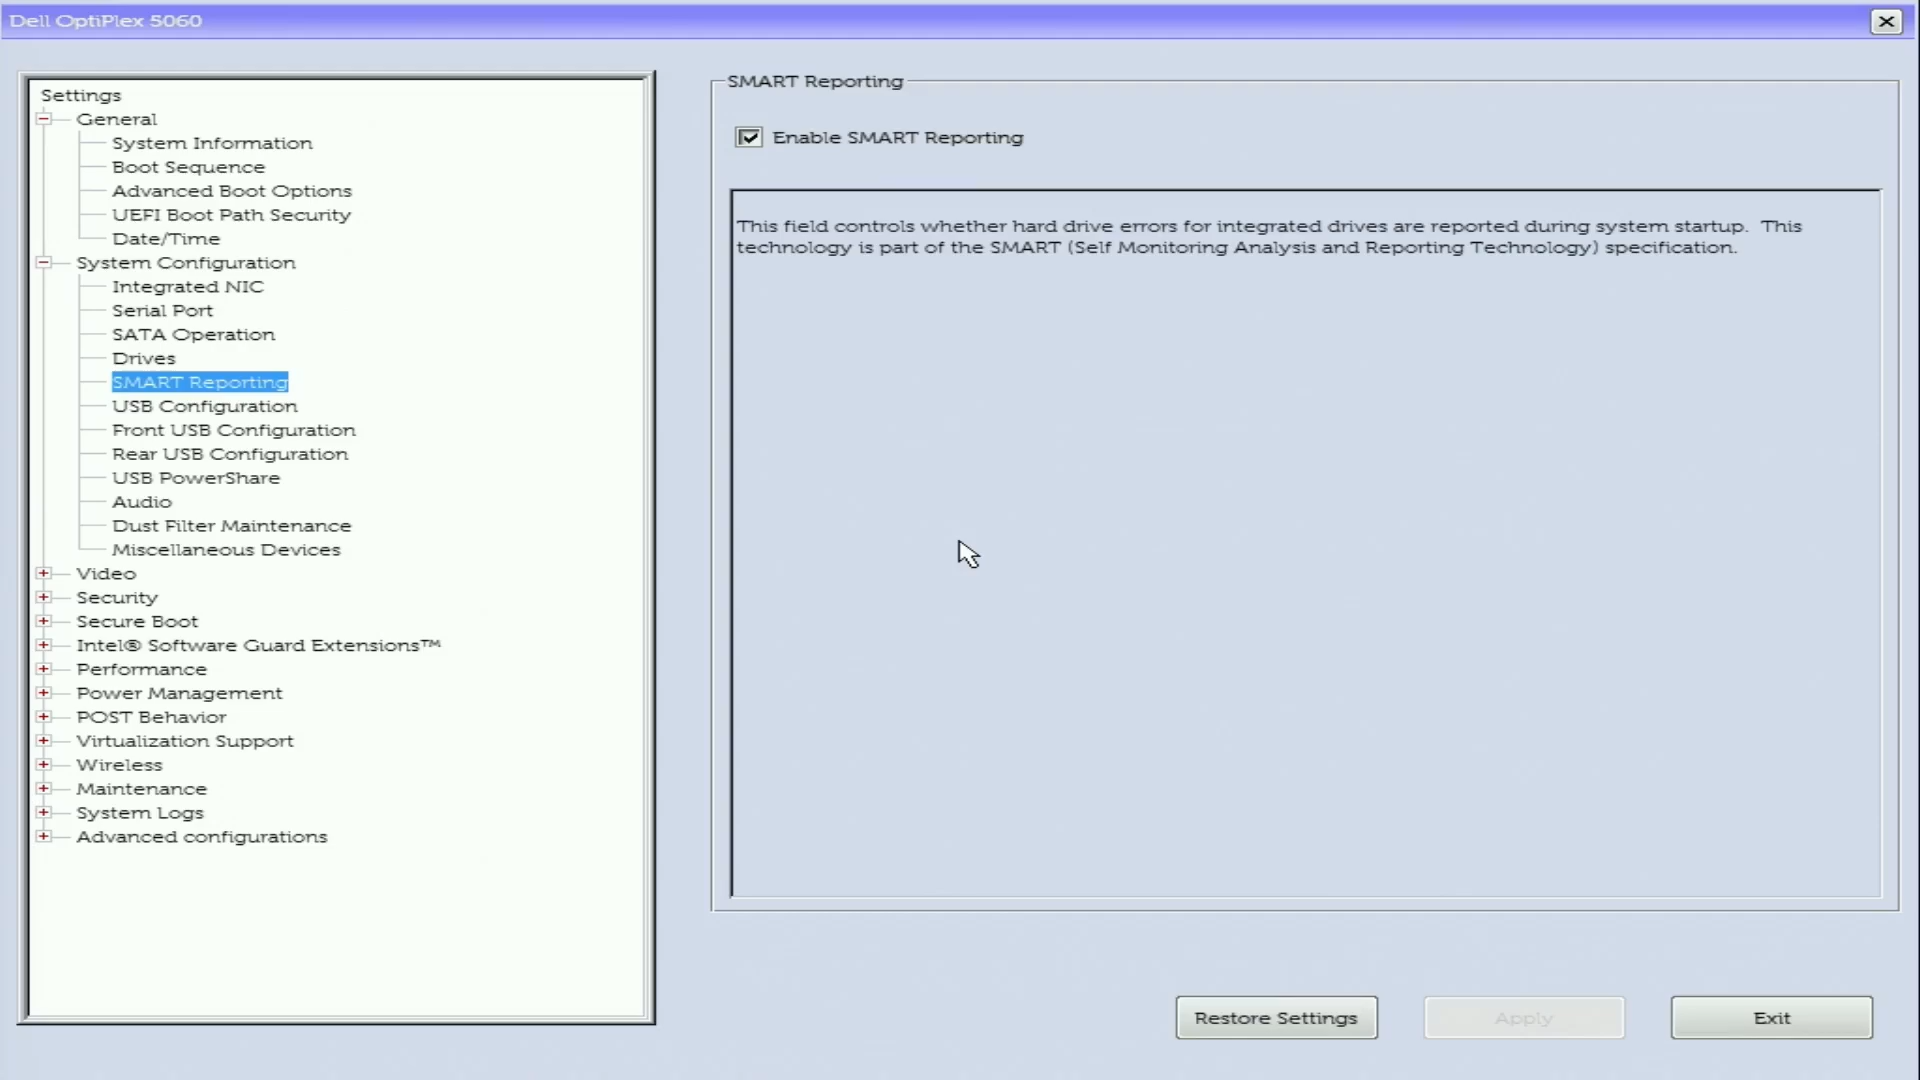 Dell OptiPlex 5060
Settings
General
System Information
Boot Sequence
Advanced Boot Options
UEFI Boot Path Security
Date/Time
System Configuration
Integrated NIC
Serial Port
SATA Operation
Drives
SMART Reporting
USB Configuration
Front USB Configuration
Rear USB Configuration
USB PowerShare
Audio
Dust Filter Maintenance
Miscellaneous Devices
Video
Security
Secure Boot
Intel® Software Guard Extensions™
Performance
Power Management
POST Behavior
Virtualization Support
Wireless
Maintenance
System Logs
Advanced configurations
SMART Reporting
Enable SMART Reporting
This field controls whether hard drive errors for integrated drives are reported during system startup. This
technology is part of the SMART (Self Monitoring Analysis and Reporting Technology) specification.
Restore Settings
Apply
Exit